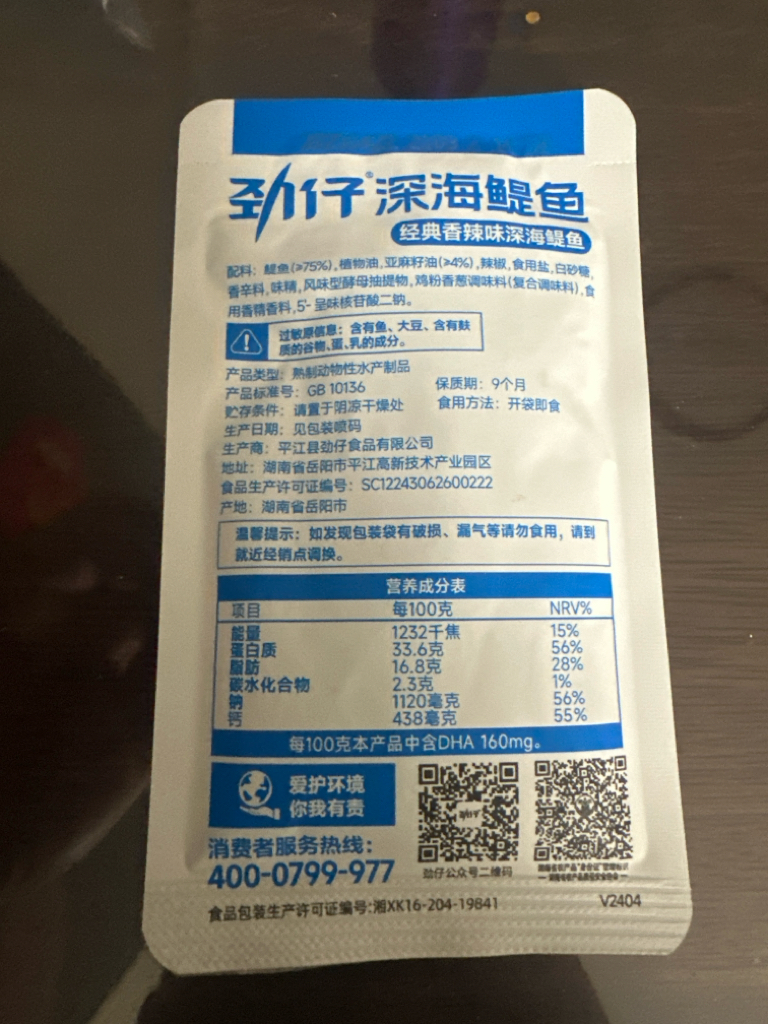 劲仔®深海鳀鱼
经典香辣味深海鳀鱼
配料：鳀鱼(≥75%),植物油,亚麻籽油(≥4%),辣椒,食用盐,白砂糖,
香辛料,味精,风味型酵母抽提物,鸡粉香葱调味料(复合调味料),食
用香精香料,5'-呈味核苷酸二钠。
过敏原信息：含有鱼、大豆、含有麸
质的谷物、蛋、乳的成分。
产品类型：熟制动物性水产制品
产品标准号：GB 10136 保质期：9个月
贮存条件：请置于阴凉干燥处 食用方法：开袋即食
生产日期：见包装喷码
生产商：平江县劲仔食品有限公司
地址：湖南省岳阳市平江高新技术产业园区
食品生产许可证编号：SC12243062600222
产地：湖南省岳阳市
温馨提示：如发现包装袋有破损、漏气等请勿食用，请到
就近经销点调换。
营养成分表
项目 每100克 NRV%
能量 1232千焦 15%
蛋白质 33.6克 56%
脂肪 16.8克 28%
碳水化合物 2.3克 1%
钠 1120毫克 56%
钙 438毫克 55%
每100克本产品中含DHA 160mg。
爱护环境
你我有责
消费者服务热线：
400-0799-977
劲仔公众号二维码
食品包装生产许可证编号:湘XK16-204-19841 V2404